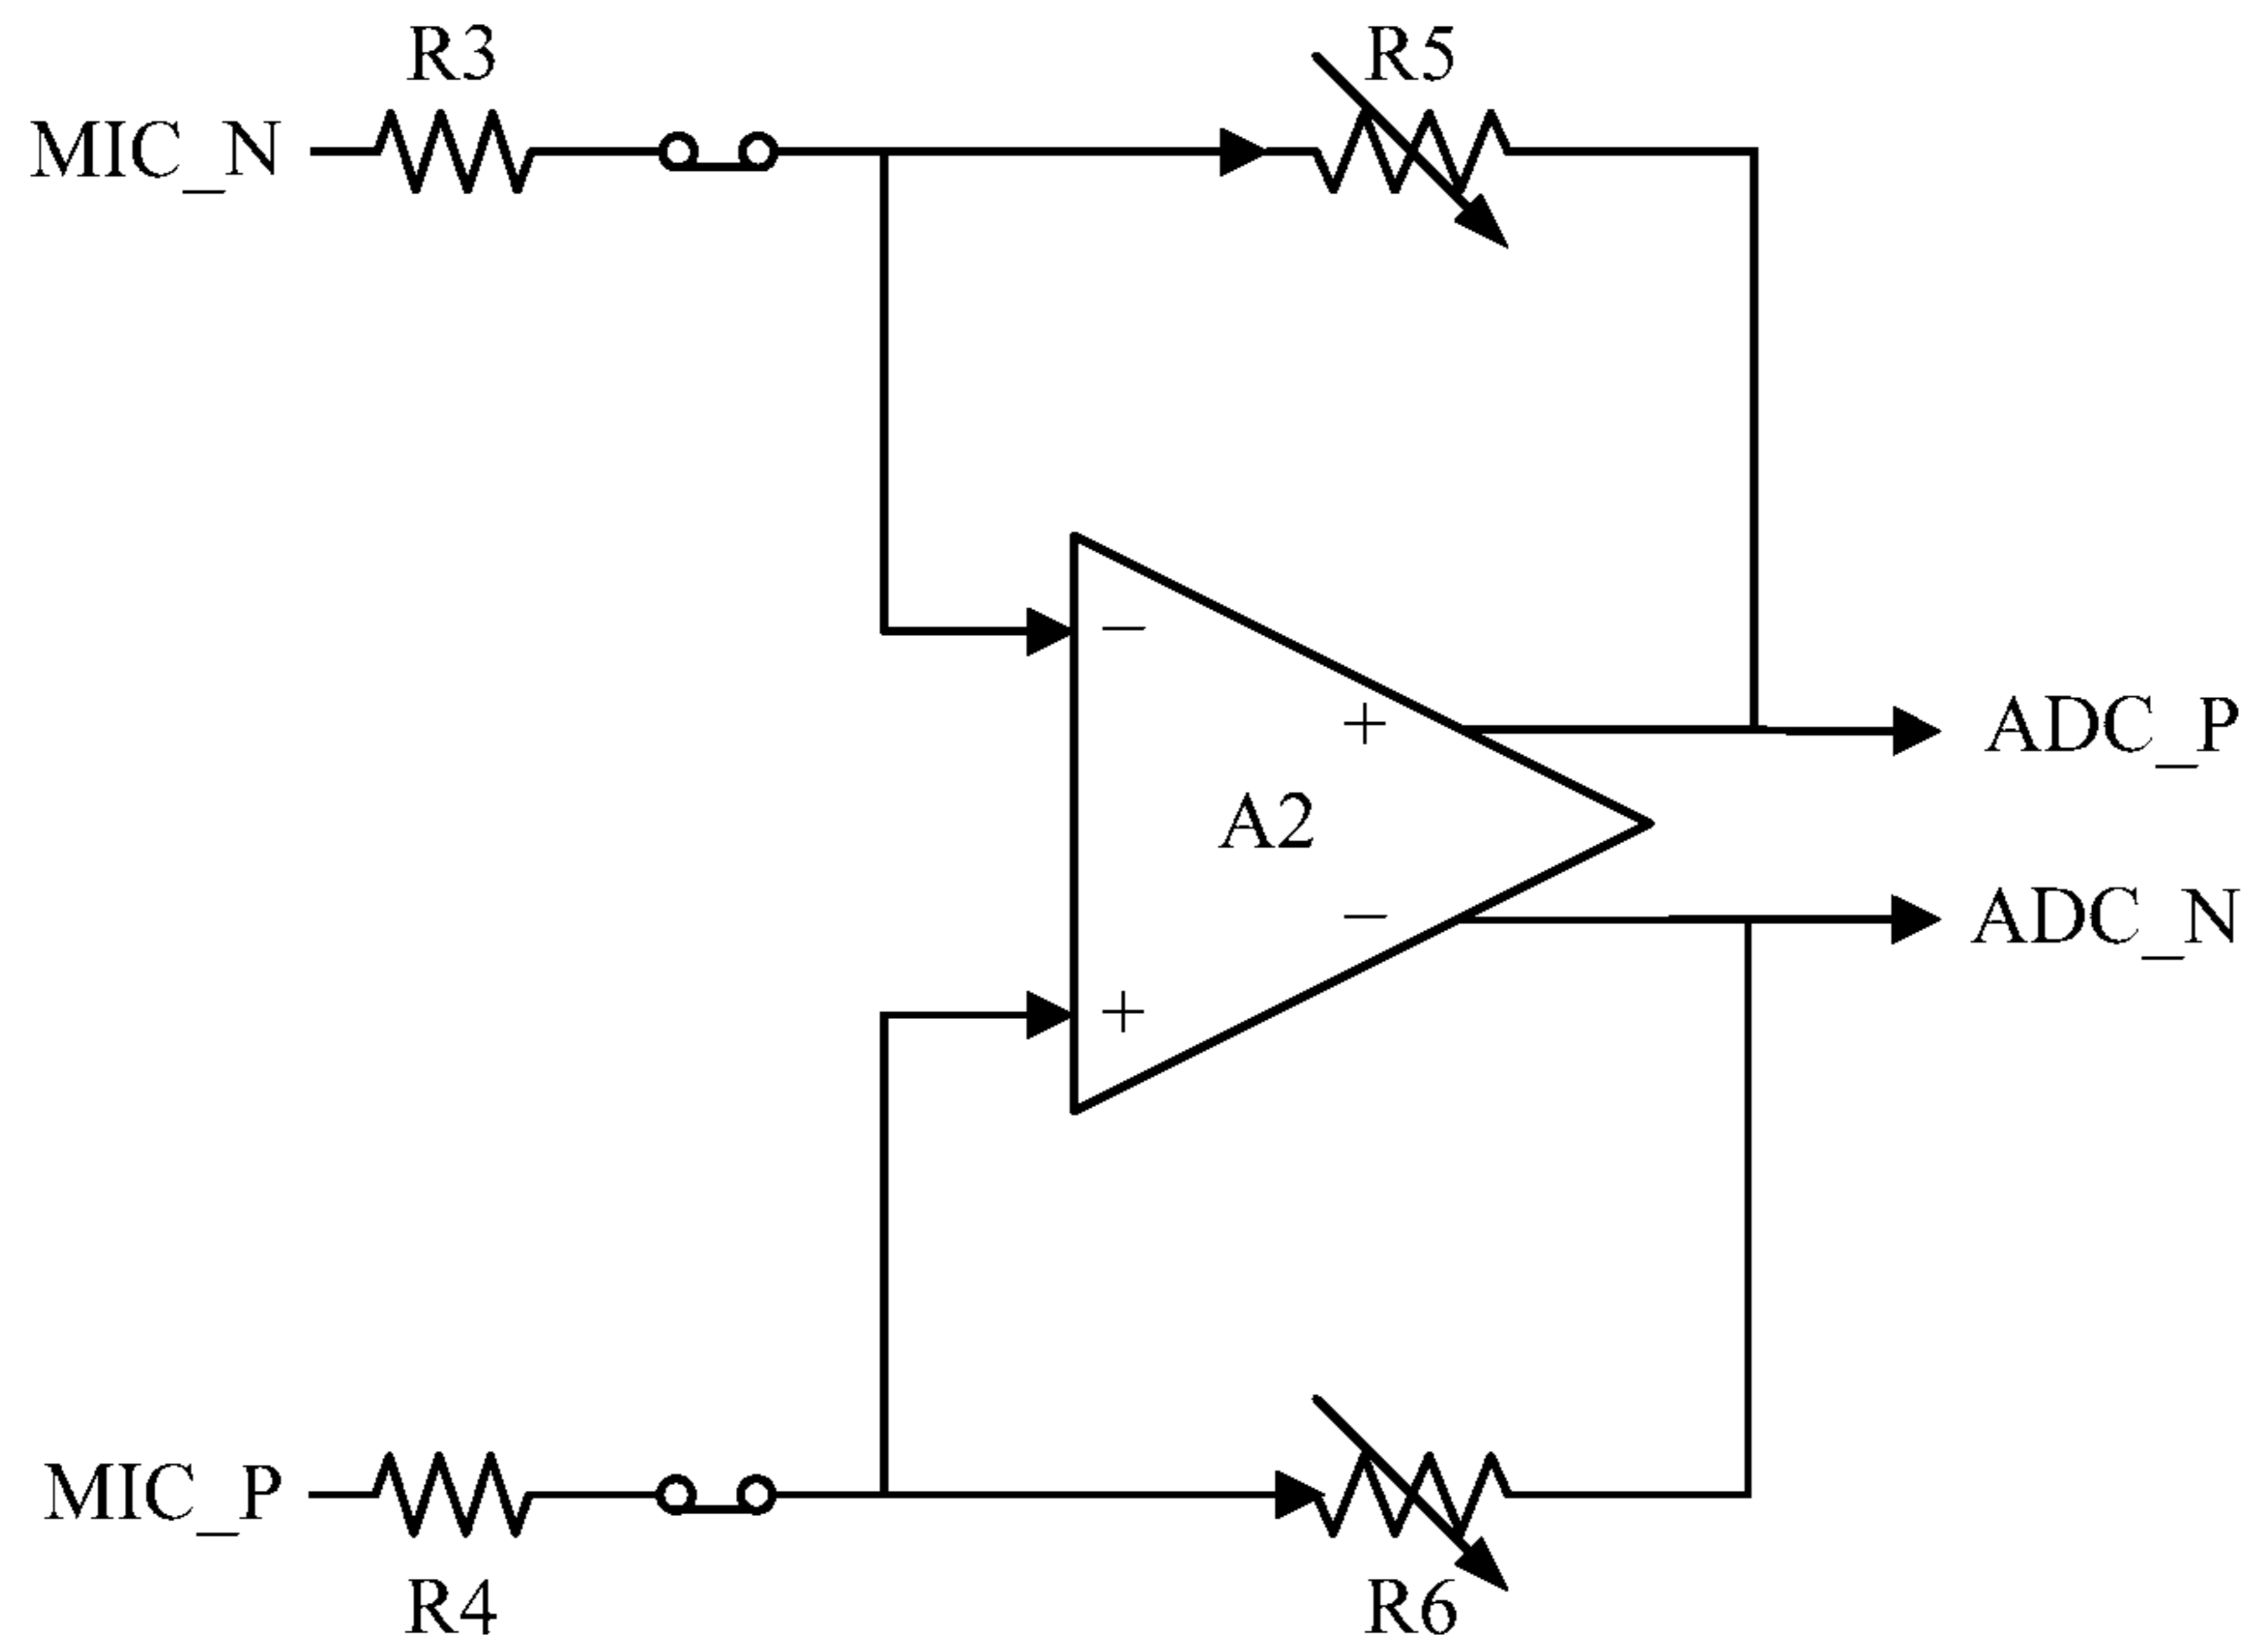 R3
R5
MIC_N
−
+
ADC_P
A2
−
ADC_N
+
MIC_P
R4
R6